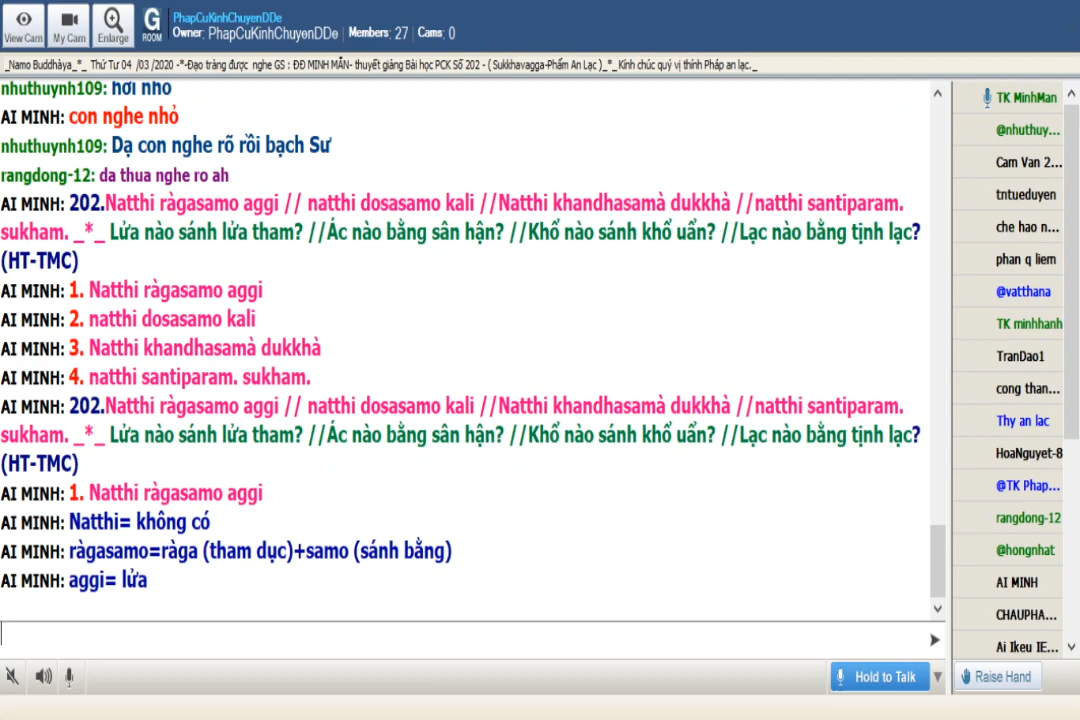 View Cam
My Cam
Enlarge
G
ROOM
PhapCuKinhChuyenDDe
Owner: PhapCuKinhChuyenDDe | Members: 27 | Cams: 0
_Namo Buddhàya_*_ Thứ Tư 04 /03 /2020 -*-Đạo tràng được nghe GS : ĐĐ MINH MẪN- thuyết giảng Bài học PCK Số 202 - ( Sukkhavagga-Phẩm An Lạc )_*_Kính chúc quý vị thính Pháp an lạc._
nhuthuynh109: hơi nhỏ
AI MINH: con nghe nhỏ
nhuthuynh109: Dạ con nghe rõ rồi bạch Sư
rangdong-12: da thua nghe ro ah
AI MINH: 202.Natthi ràgasamo aggi // natthi dosasamo kali //Natthi khandhasamà dukkhà //natthi santiparam.
sukham. _*_ Lửa nào sánh lửa tham? //Ác nào bằng sân hận? //Khổ nào sánh khổ uẩn? //Lạc nào bằng tịnh lạc?
(HT-TMC)
AI MINH: 1. Natthi ràgasamo aggi
AI MINH: 2. natthi dosasamo kali
AI MINH: 3. Natthi khandhasamà dukkhà
AI MINH: 4. natthi santiparam. sukham.
AI MINH: 202.Natthi ràgasamo aggi // natthi dosasamo kali //Natthi khandhasamà dukkhà //natthi santiparam.
sukham. _*_ Lửa nào sánh lửa tham? //Ác nào bằng sân hận? //Khổ nào sánh khổ uẩn? //Lạc nào bằng tịnh lạc?
(HT-TMC)
AI MINH: 1. Natthi ràgasamo aggi
AI MINH: Natthi= không có
AI MINH: ràgasamo=ràga (tham dục)+samo (sánh bằng)
AI MINH: aggi= lửa
TK MinhMan
@nhuthuy...
Cam Van 2...
tntueduyen
che hao n...
phan q liem
@vatthana
TK minhhanh
TranDao1
cong than...
Thy an lac
HoaNguyet-8
@TK Phap...
rangdong-12
@hongnhat
AI MINH
CHAUPHA...
Ai Ikeu IE...
Hold to Talk
Raise Hand